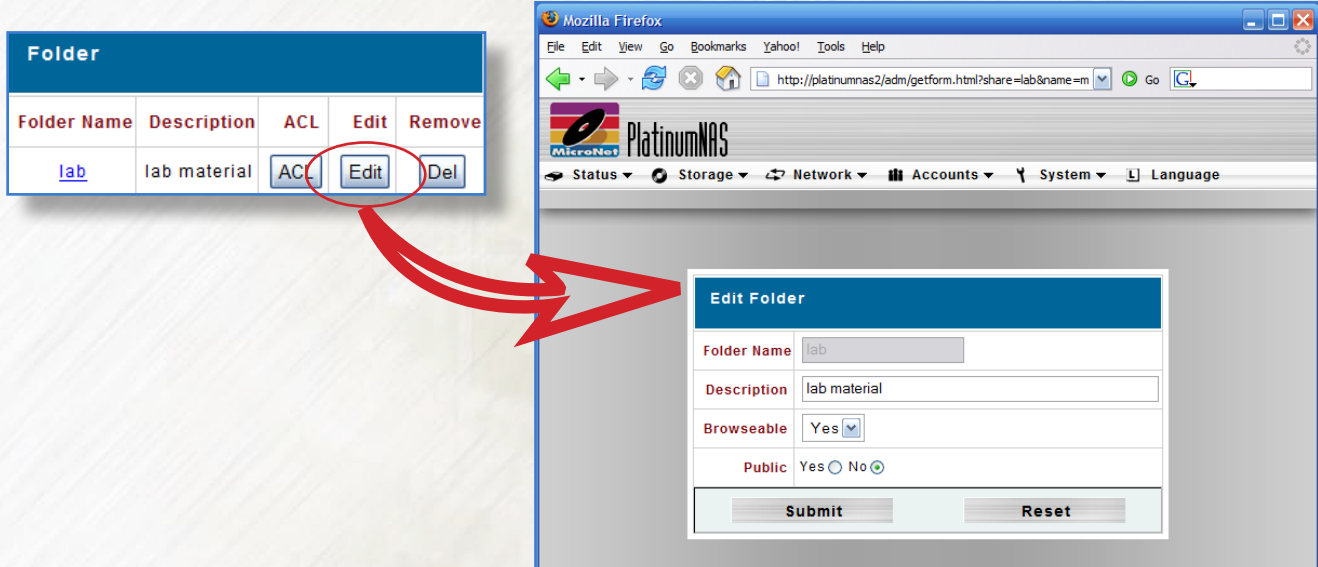 Folder
Folder Name Description ACL Edit Remove
lab lab material ACL Edit Del
Mozilla Firefox
File Edit View Go Bookmarks Yahoo! Tools Help
http://platinumnas2/adm/getform.html?share=lab&name=m Go G
MicroNet PlatinumNAS
Status Storage Network Accounts System L Language
Edit Folder
Folder Name lab
Description lab material
Browseable Yes
Public Yes No
Submit Reset